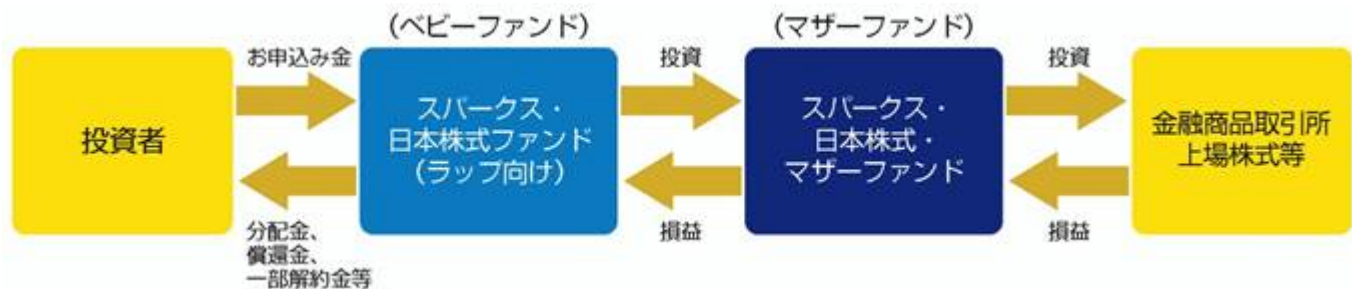 (ベビーファンド)
(マザーファンド)
お申込み金
投資
投資
投資者
スパークス・
日本株式ファンド
(ラップ向け)
スパークス・
日本株式・
マザーファンド
金融商品取引所
上場株式等
分配金、
償還金、
一部解約金等
損益
損益